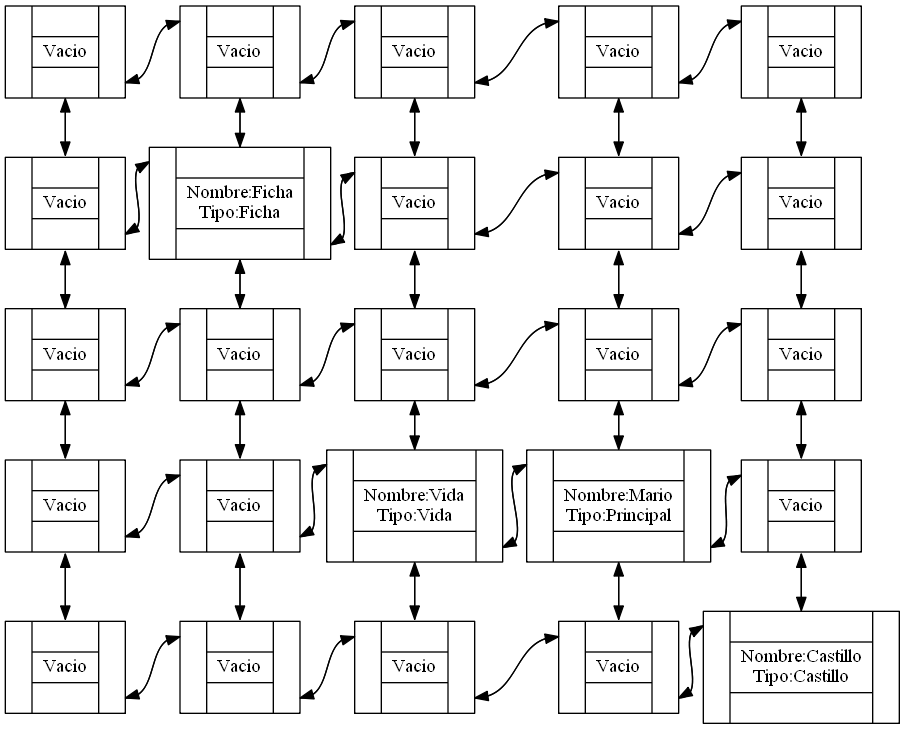 Vacio
Vacio
Vacio
Vacio
Vacio
Vacio
Nombre:Ficha
Tipo:Ficha
Vacio
Vacio
Vacio
Vacio
Vacio
Vacio
Vacio
Vacio
Vacio
Vacio
Nombre:Vida
Tipo:Vida
Nombre:Mario
Tipo:Principal
Vacio
Vacio
Vacio
Vacio
Vacio
Nombre:Castillo
Tipo:Castillo